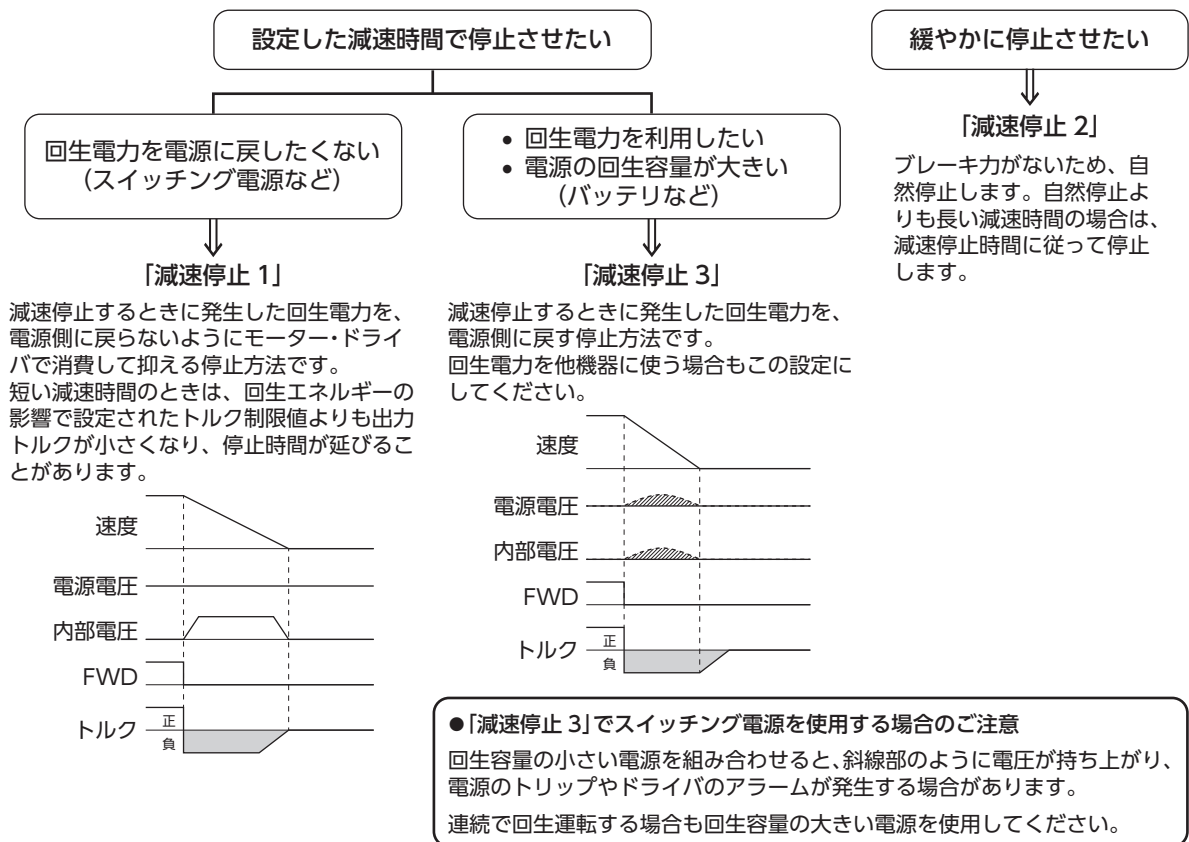 設定した減速時間で停止させたい
緩やかに停止させたい
回生電力を電源に戻したくない
（スイッチング電源など）
• 回生電力を利用したい
• 電源の回生容量が大きい
（バッテリなど）
「減速停止 2」
ブレーキ力がないため、自
然停止します。自然停止よ
りも長い減速時間の場合は、
減速停止時間に従って停止
します。
「減速停止 1」
減速停止するときに発生した回生電力を、
電源側に戻らないようにモーター・ドライ
バで消費して抑える停止方法です。
短い減速時間のときは、回生エネルギーの
影響で設定されたトルク制限値よりも出力
トルクが小さくなり、停止時間が延びるこ
とがあります。
速度
電源電圧
内部電圧
FWD
トルク
正
負
「減速停止 3」
減速停止するときに発生した回生電力を、
電源側に戻す停止方法です。
回生電力を他機器に使う場合もこの設定に
してください。
速度
電源電圧
内部電圧
FWD
トルク
正
負
●「減速停止 3」でスイッチング電源を使用する場合のご注意
回生容量の小さい電源を組み合わせると、斜線部のように電圧が持ち上がり、
電源のトリップやドライバのアラームが発生する場合があります。
連続で回生運転する場合も回生容量の大きい電源を使用してください。